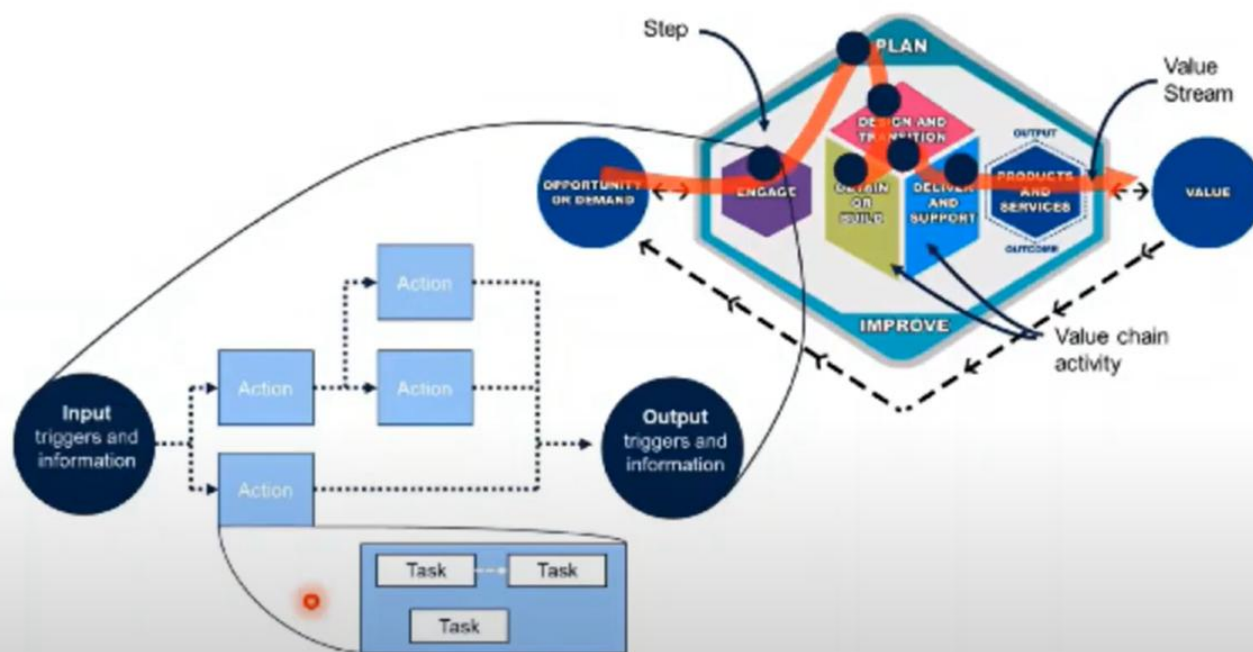 Step
PLAN
Value
Stream
DESIGN AND
TRANSITION
OUTPUT
OPPORTUNITY
OR DEMAND
ENGAGE
OBTAIN
OR
BUILD
DELIVER
AND
SUPPORT
PRODUCTS
AND
SERVICES
VALUE
OUTCOME
IMPROVE
Value chain
activity
Action
Action
Action
Input
triggers and
information
Output
triggers and
information
Action
Task
Task
Task